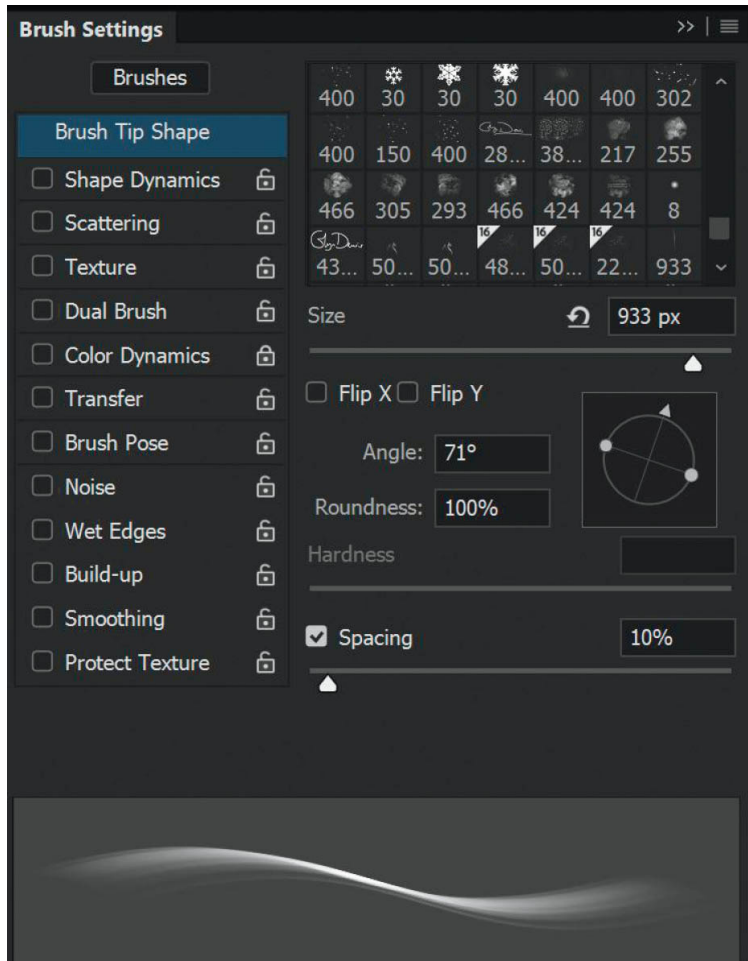 Brush Settings
Brushes
Brush Tip Shape
Shape Dynamics
Scattering
Texture
Dual Brush
Color Dynamics
Transfer
Brush Pose
Noise
Wet Edges
Build-up
Smoothing
Protect Texture
400 30 30 30 400 400 302
400 150 400 28... 38... 217 255
466 305 293 466 424 424 8
16 16 16
43... 50... 50... 48... 50... 22... 933
Size 933 px
Flip X Flip Y
Angle: 71°
Roundness: 100%
Hardness
Spacing 10%